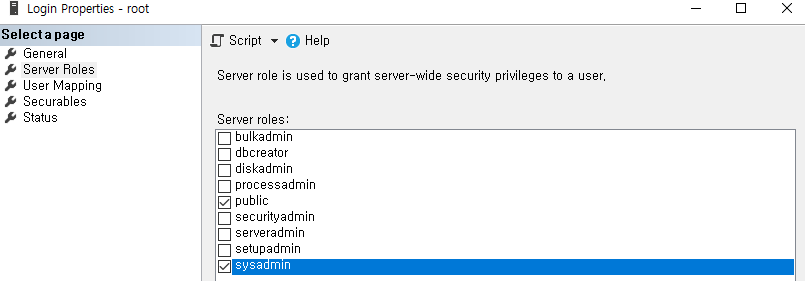 Login Properties - root
Select a page
General
Server Roles
User Mapping
Securables
Status
Script Help
Server role is used to grant server-wide security privileges to a user.
Server roles:
bulkadmin
dbcreator
diskadmin
processadmin
public
securityadmin
serveradmin
setupadmin
sysadmin